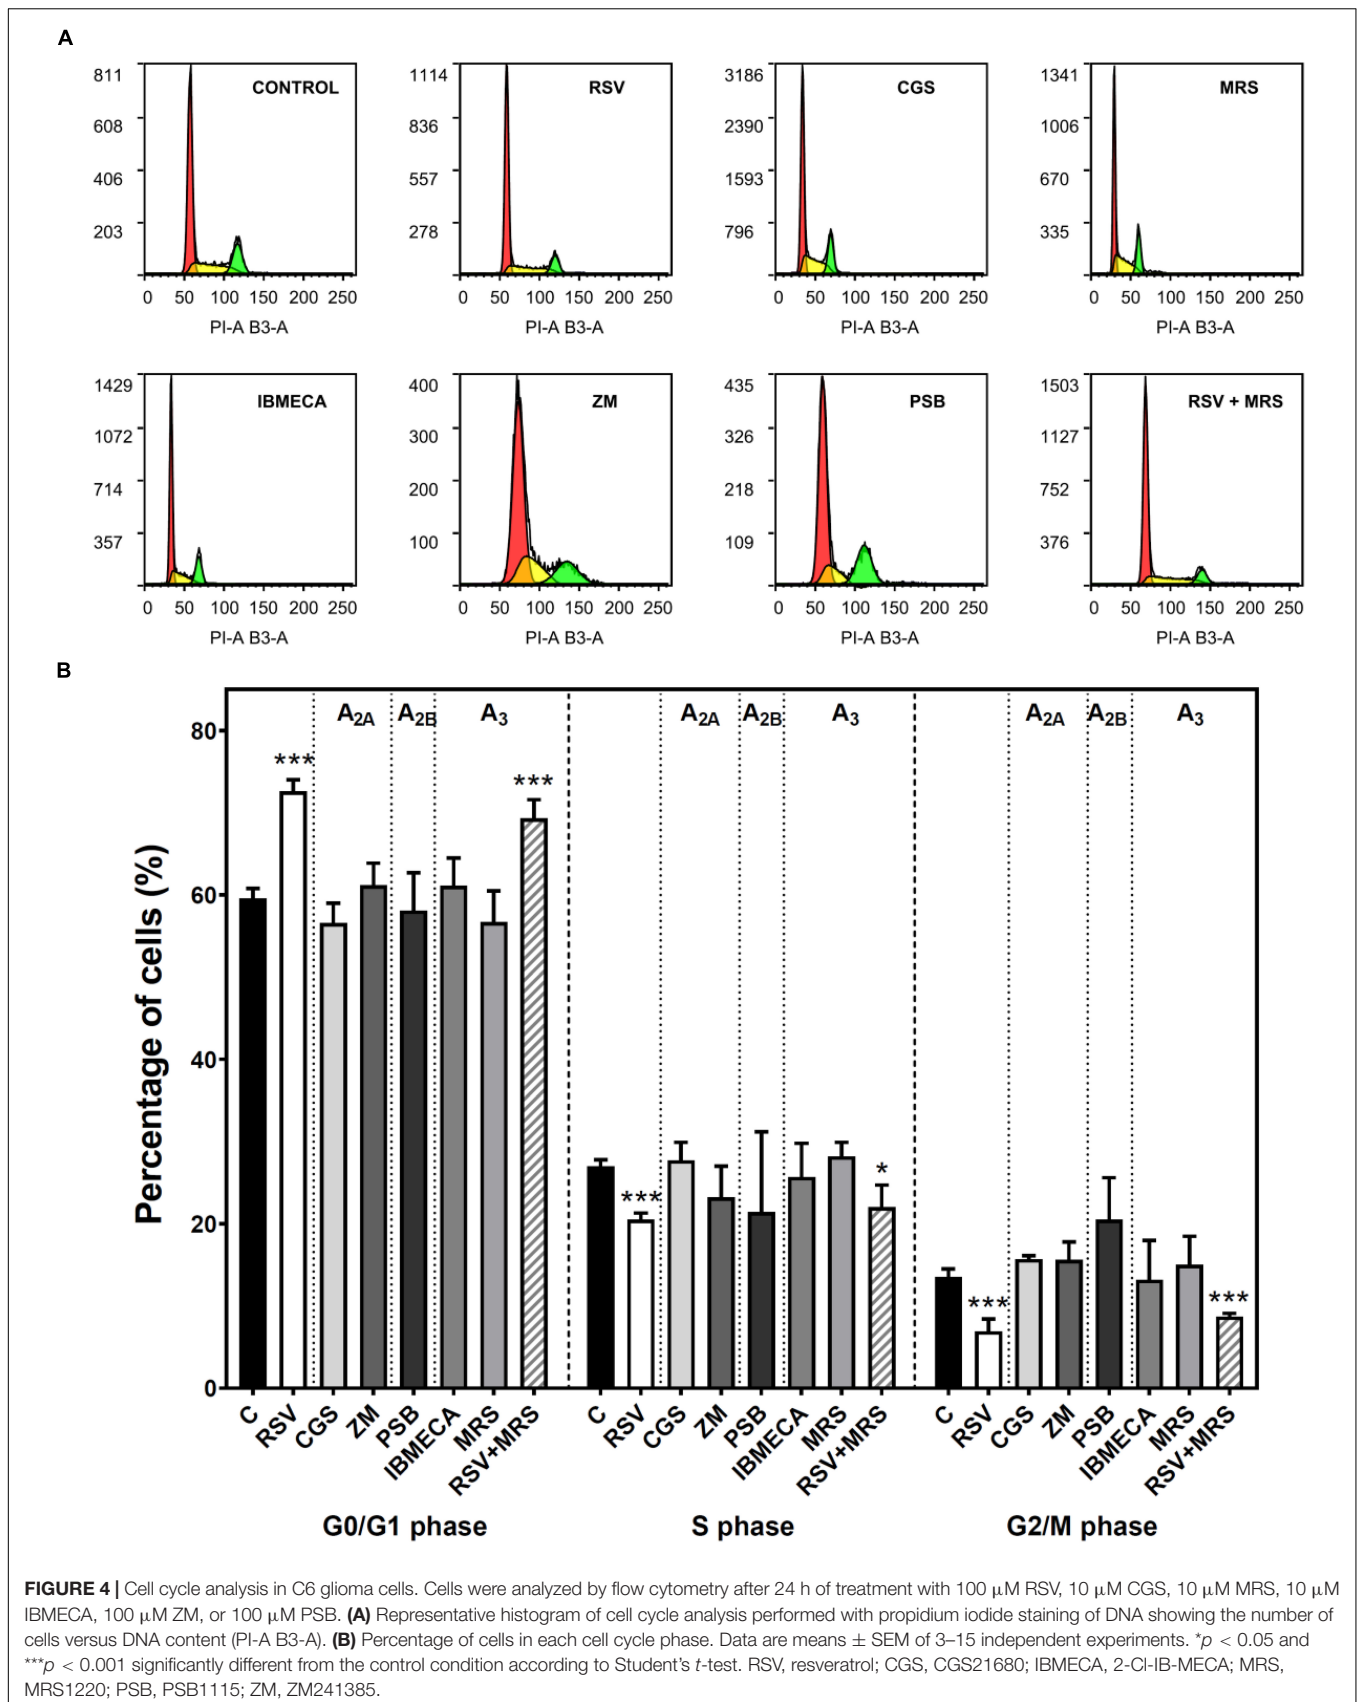 A
811
608
406
203
CONTROL
0 50 100 150 200 250
PI-A B3-A
1114
836
557
278
RSV
0 50 100 150 200 250
PI-A B3-A
3186
2390
1593
796
CGS
0 50 100 150 200 250
PI-A B3-A
1341
1006
670
335
MRS
0 50 100 150 200 250
PI-A B3-A
1429
1072
714
357
IBMECA
0 50 100 150 200 250
PI-A B3-A
400
300
200
100
ZM
0 50 100 150 200 250
PI-A B3-A
435
326
218
109
PSB
0 50 100 150 200 250
PI-A B3-A
1503
1127
752
376
RSV + MRS
0 50 100 150 200 250
PI-A B3-A
B
Percentage of cells (%)
80
60
40
20
0
A2A A2B A3 A2A A2B A3 A2A A2B A3
*** ***
*** *
*** ***
C RSV CGS ZM PSB IBMECA MRS RSV+MRS C RSV CGS ZM PSB IBMECA MRS RSV+MRS C RSV CGS ZM PSB IBMECA MRS RSV+MRS
G0/G1 phase S phase G2/M phase
FIGURE 4 | Cell cycle analysis in C6 glioma cells. Cells were analyzed by flow cytometry after 24 h of treatment with 100 μM RSV, 10 μM CGS, 10 μM MRS, 10 μM
IBMECA, 100 μM ZM, or 100 μM PSB. (A) Representative histogram of cell cycle analysis performed with propidium iodide staining of DNA showing the number of
cells versus DNA content (PI-A B3-A). (B) Percentage of cells in each cell cycle phase. Data are means ± SEM of 3–15 independent experiments. *p < 0.05 and
***p < 0.001 significantly different from the control condition according to Student's t-test. RSV, resveratrol; CGS, CGS21680; IBMECA, 2-Cl-IB-MECA; MRS,
MRS1220; PSB, PSB1115; ZM, ZM241385.